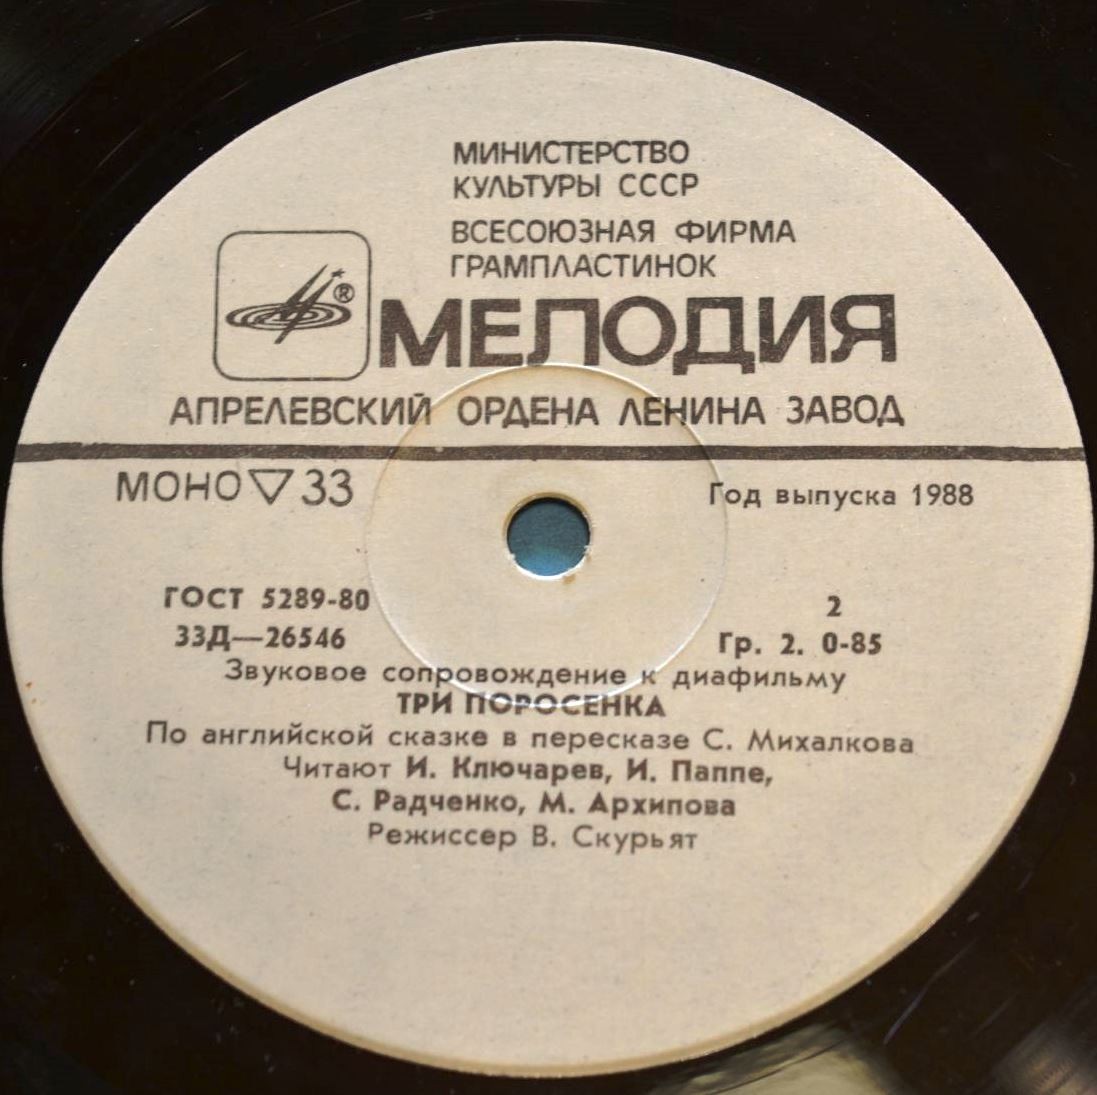 МИНИСТЕРСТВО
КУЛЬТУРЫ СССР
ВСЕСОЮЗНАЯ ФИРМА
ГРАМПЛАСТИНОК
®
МЕЛОДИЯ
АПРЕЛЕВСКИЙ ОРДЕНА ЛЕНИНА ЗАВОД
МОНО ▽ 33
Год выпуска 1988
ГОСТ 5289-80
33Д—26546
2
Гр. 2. 0-85
Звуковое сопровождение к диафильму
ТРИ ПОРОСЕНКА
По английской сказке в пересказе С. Михалкова
Читают И. Ключарев, И. Паппе,
С. Радченко, М. Архипова
Режиссер В. Скурьят